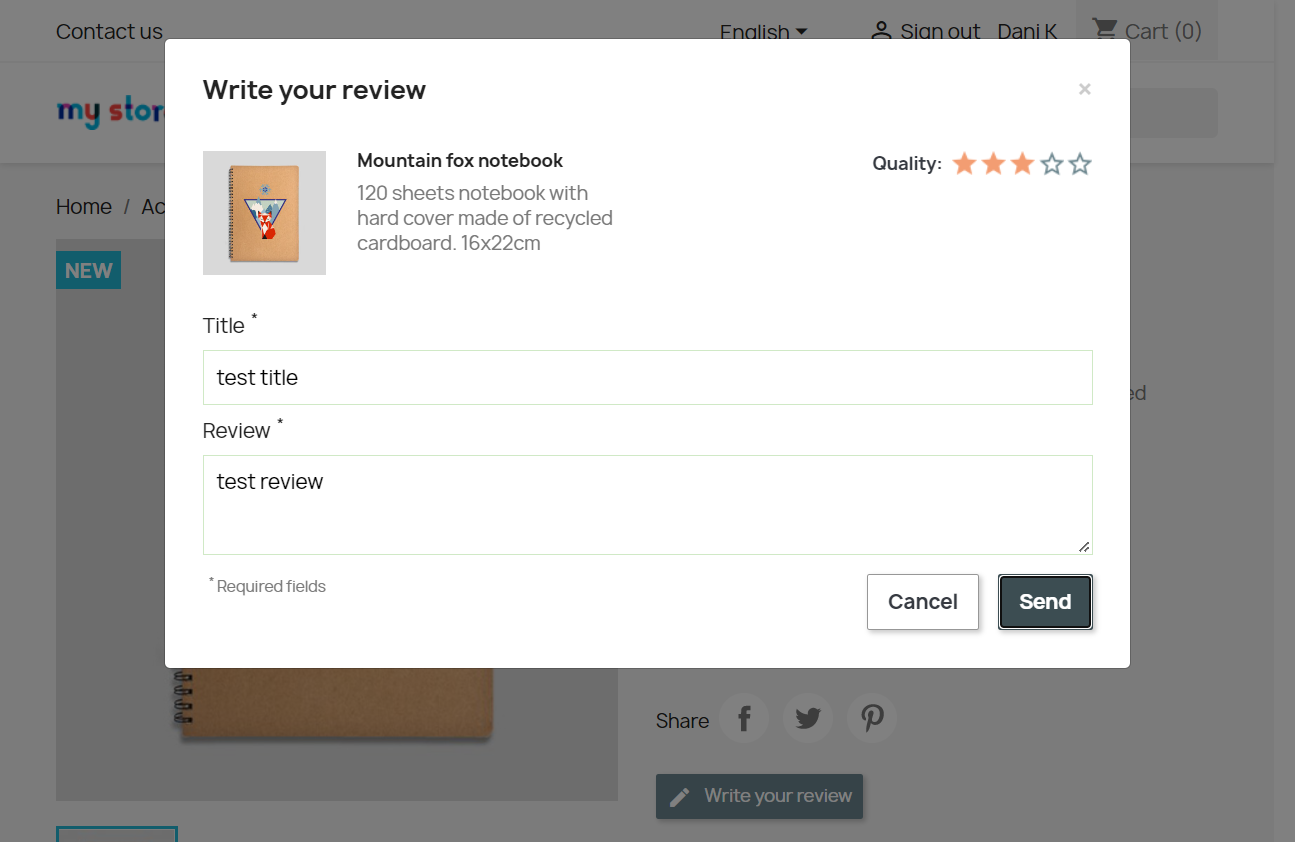 Contact us
English
Sign out
Dani K
Cart (0)
my store
Write your review
×
Home / Ac
NEW
Mountain fox notebook
120 sheets notebook with
hard cover made of recycled
cardboard. 16x22cm
Quality:
Title *
test title
ed
Review *
test review
* Required fields
Cancel
Send
Share
Write your review